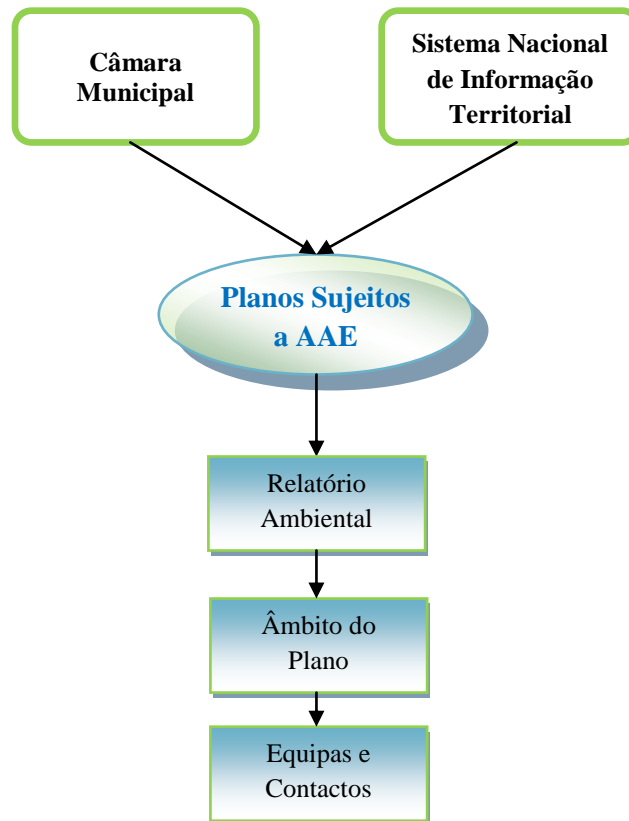 Câmara
Municipal
Sistema Nacional
de Informação
Territorial
Planos Sujeitos
a AAE
Relatório
Ambiental
Âmbito do
Plano
Equipas e
Contactos